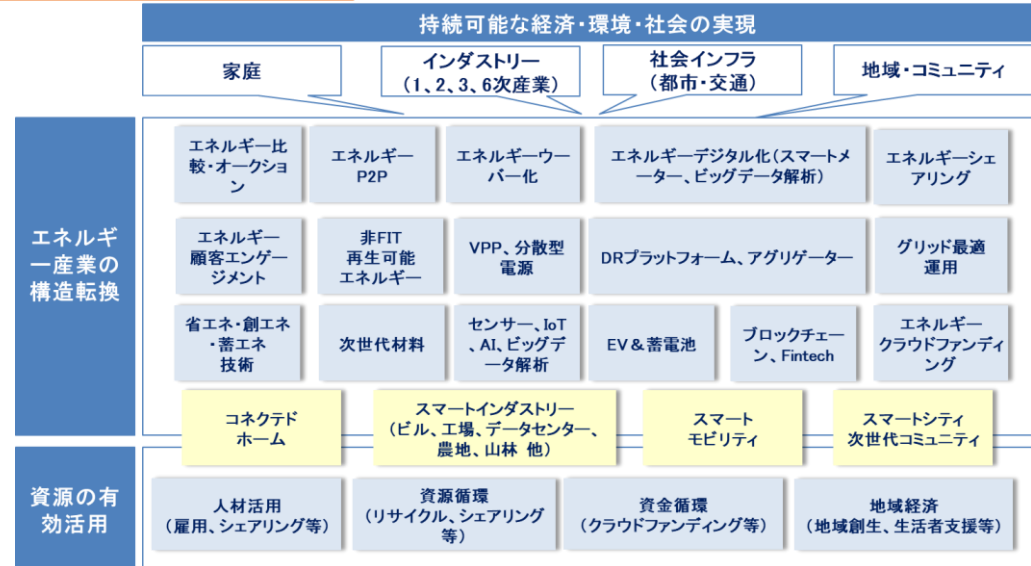 持続可能な経済・環境・社会の実現
家庭
インダストリー
(1、2、3、6次産業)
社会インフラ
(都市・交通)
地域・コミュニティ
エネルギ
ー産業の
構造転換
エネルギー比
較・オークショ
ン
エネルギー
P2P
エネルギーウー
バー化
エネルギーデジタル化(スマートメ
ーター、ビッグデータ解析)
エネルギーシェ
アリング
エネルギー
顧客エンゲー
ジメント
非FIT
再生可能
エネルギー
VPP、分散型
電源
DRプラットフォーム、アグリゲーター
グリッド最適
運用
省エネ・創エネ
・蓄エネ
技術
次世代材料
センサー、IoT
、AI、ビッグデ
ータ解析
EV＆蓄電池
ブロックチェー
ン、Fintech
エネルギー
クラウドファンディ
ング
コネクテド
ホーム
スマートインダストリー
(ビル、工場、データセンター、
農地、山林 他)
スマート
モビリティ
スマートシティ
次世代コミュニティ
資源の有
効活用
人材活用
(雇用、シェアリング等)
資源循環
(リサイクル、シェアリング
等)
資金循環
(クラウドファンディング等)
地域経済
(地域創生、生活者支援等)